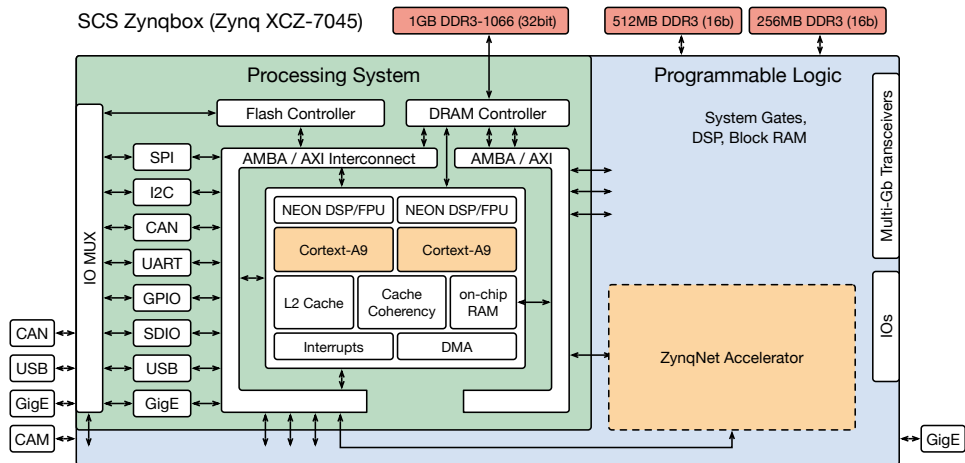 SCS Zynqbox (Zynq XCZ-7045)
1GB DDR3-1066 (32bit)
512MB DDR3 (16b)
256MB DDR3 (16b)
Processing System
Programmable Logic
Flash Controller
DRAM Controller
System Gates,
DSP, Block RAM
Multi-Gb Transceivers
IO MUX
SPI
I2C
CAN
UART
GPIO
SDIO
USB
GigE
AMBA / AXI Interconnect
AMBA / AXI
NEON DSP/FPU
NEON DSP/FPU
Cortext-A9
Cortext-A9
L2 Cache
Cache
Coherency
on-chip
RAM
Interrupts
DMA
ZynqNet Accelerator
IOs
CAN
USB
GigE
CAM
GigE